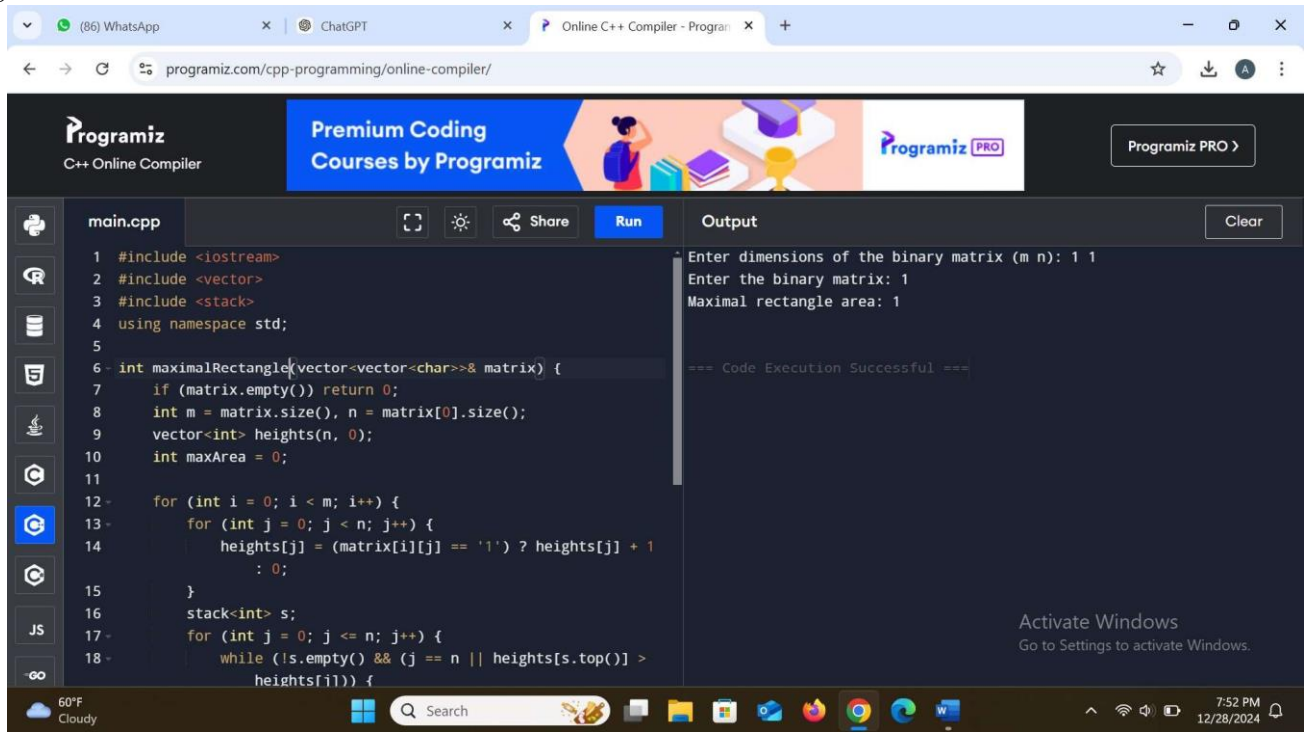 (86) WhatsApp
ChatGPT
Online C++ Compiler - Program
programiz.com/cpp-programming/online-compiler/
A
Programiz
C++ Online Compiler
Premium Coding
Courses by Programiz
Programiz PRO
Programiz PRO >
main.cpp
Share
Run
Output
Clear
1 #include <iostream>
2 #include <vector>
3 #include <stack>
4 using namespace std;
5
6 int maximalRectangle(vector<vector<char>>& matrix) {
7     if (matrix.empty()) return 0;
8     int m = matrix.size(), n = matrix[0].size();
9     vector<int> heights(n, 0);
10     int maxArea = 0;
11
12     for (int i = 0; i < m; i++) {
13         for (int j = 0; j < n; j++) {
14             heights[j] = (matrix[i][j] == '1') ? heights[j] + 1
: 0;
15         }
16         stack<int> s;
17         for (int j = 0; j <= n; j++) {
18             while (!s.empty() && (j == n || heights[s.top()] >
heights[j])) {
Enter dimensions of the binary matrix (m n): 1 1
Enter the binary matrix: 1
Maximal rectangle area: 1
=== Code Execution Successful ===
JS
GO
Activate Windows
Go to Settings to activate Windows.
60°F
Cloudy
Search
7:52 PM
12/28/2024